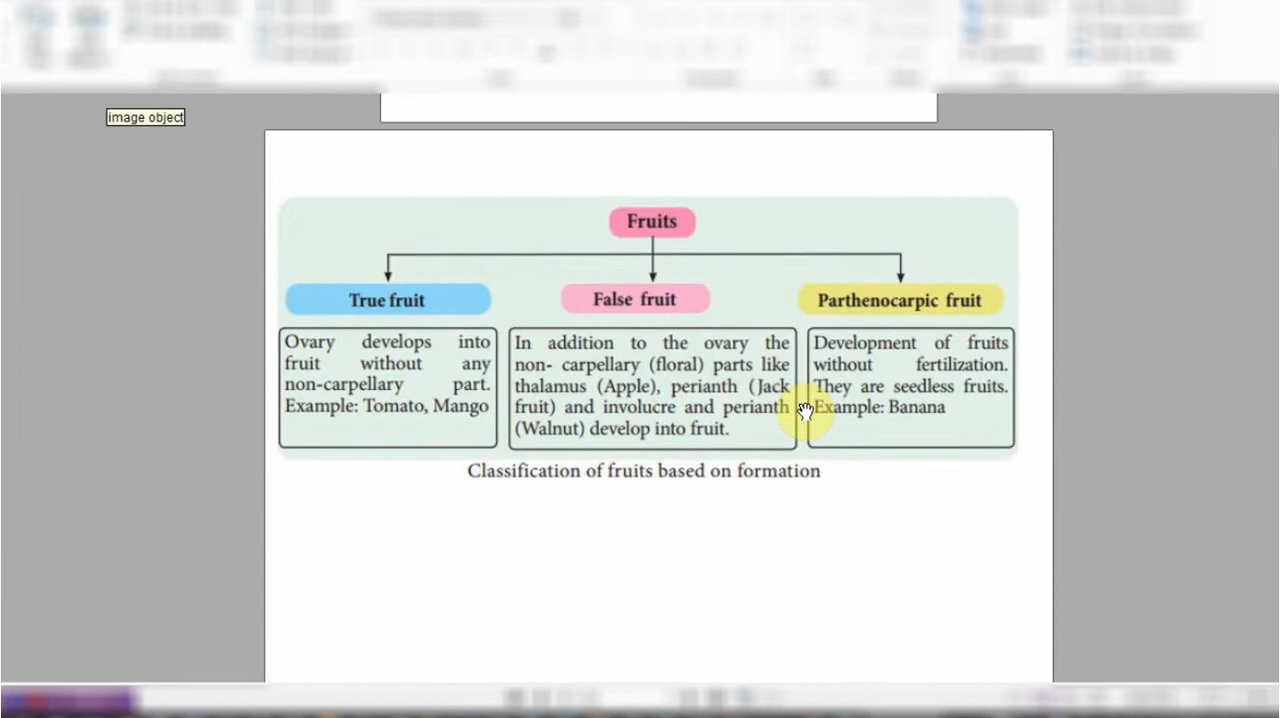 image object
Fruits
True fruit
False fruit
Parthenocarpic fruit
Ovary develops into
fruit without any
non-carpellary part.
Example: Tomato, Mango
In addition to the ovary the
non- carpellary (floral) parts like
thalamus (Apple), perianth (Jack
fruit) and involucre and perianth
(Walnut) develop into fruit.
Development of fruits
without fertilization.
They are seedless fruits.
Example: Banana
Classification of fruits based on formation